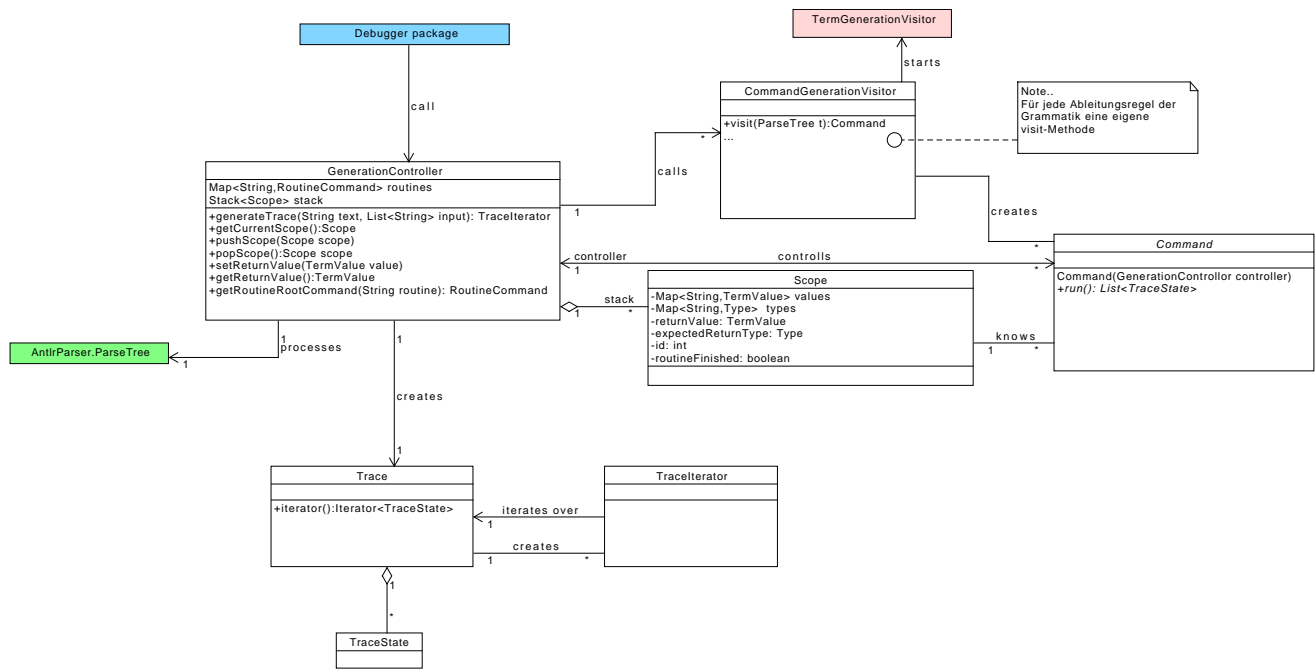 TermGenerationVisitor
Debugger package
starts
call
CommandGenerationVisitor
+visit(ParseTree t):Command
...
*
Note..
Für jede Ableitungsregel der
Grammatik eine eigene
visit-Methode
GenerationController
Map<String,RoutineCommand> routines
Stack<Scope> stack
+generateTrace(String text, List<String> input): TraceIterator
+getCurrentScope():Scope
+pushScope(Scope scope)
+popScope():Scope scope
+setReturnValue(TermValue value)
+getReturnValue():TermValue
+getRoutineRootCommand(String routine): RoutineCommand
calls
1
creates
*
controller
controlls
1
*
Command
Command(GenerationControllor controller)
+run(): List<TraceState>
stack
1
*
Scope
-Map<String,TermValue> values
-Map<String,Type>  types
-returnValue: TermValue
-expectedReturnType: Type
-id: int
-routineFinished: boolean
knows
1
*
1
processes
1
AntlrParser.ParseTree
1
creates
1
Trace
+iterator():Iterator<TraceState>
TraceIterator
iterates over
1
creates
1
*
1
*
TraceState